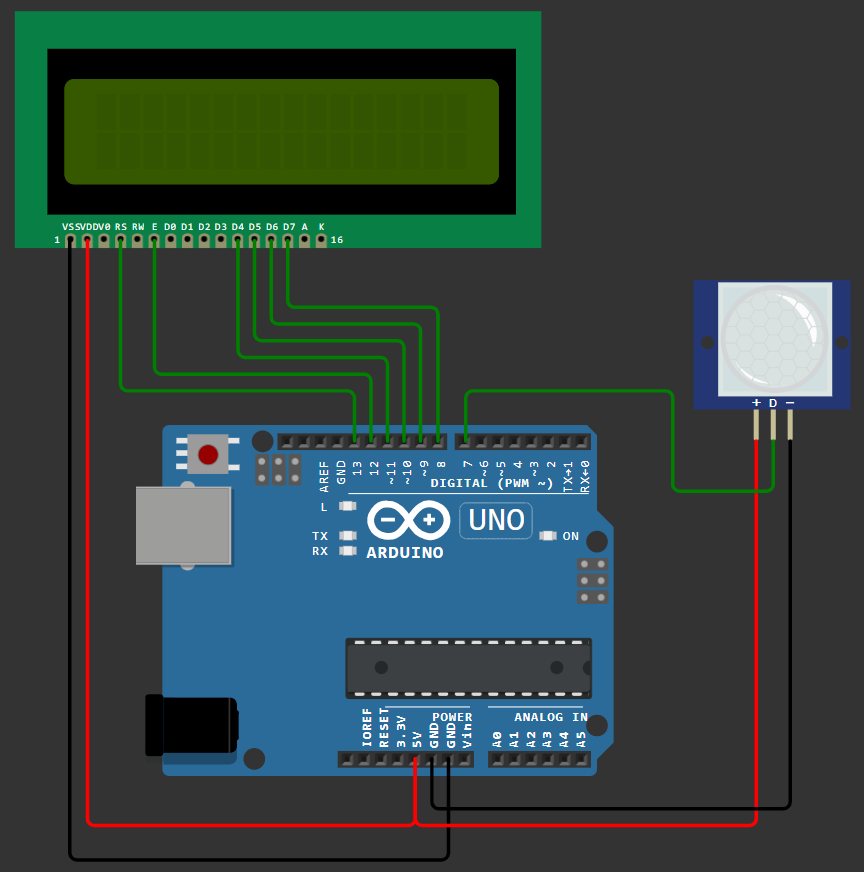 VSS VDD V0 RS RW E D0 D1 D2 D3 D4 D5 D6 D7 A K
1 16
+ D −
AREF GND 13 12 ~11 ~10 ~9 8 7 ~6 ~5 4 ~3 2 TX→1 RX←0
DIGITAL (PWM ~)
L
TX
RX
UNO
ON
ARDUINO
POWER
ANALOG IN
IOREF RESET 3.3V 5V GND GND Vin A0 A1 A2 A3 A4 A5